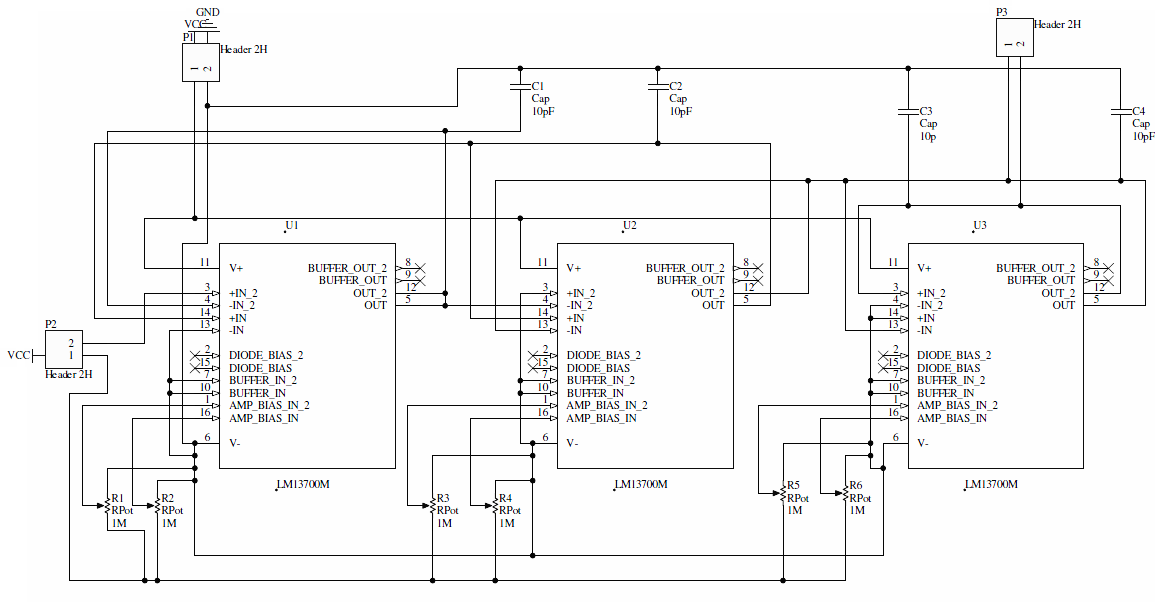 GND
VCC
P1
Header 2H
1 2
P3
Header 2H
1 2
C1
Cap
10pF
C2
Cap
10pF
C3
Cap
10p
C4
Cap
10pF
U1
11 V+
3 +IN_2
4 -IN_2
14 +IN
13 -IN
2 DIODE_BIAS_2
15 DIODE_BIAS
7 BUFFER_IN_2
10 BUFFER_IN
1 AMP_BIAS_IN_2
16 AMP_BIAS_IN
6 V-
BUFFER_OUT_2 8
BUFFER_OUT 9
OUT_2 12
OUT 5
LM13700M
U2
11 V+
3 +IN_2
4 -IN_2
14 +IN
13 -IN
2 DIODE_BIAS_2
15 DIODE_BIAS
7 BUFFER_IN_2
10 BUFFER_IN
1 AMP_BIAS_IN_2
16 AMP_BIAS_IN
6 V-
BUFFER_OUT_2 8
BUFFER_OUT 9
OUT_2 12
OUT 5
LM13700M
U3
11 V+
3 +IN_2
4 -IN_2
14 +IN
13 -IN
2 DIODE_BIAS_2
15 DIODE_BIAS
7 BUFFER_IN_2
10 BUFFER_IN
1 AMP_BIAS_IN_2
16 AMP_BIAS_IN
6 V-
BUFFER_OUT_2 8
BUFFER_OUT 9
OUT_2 12
OUT 5
LM13700M
P2
2
VCC 1
Header 2H
R1
RPot
1M
R2
RPot
1M
R3
RPot
1M
R4
RPot
1M
R5
RPot
1M
R6
RPot
1M